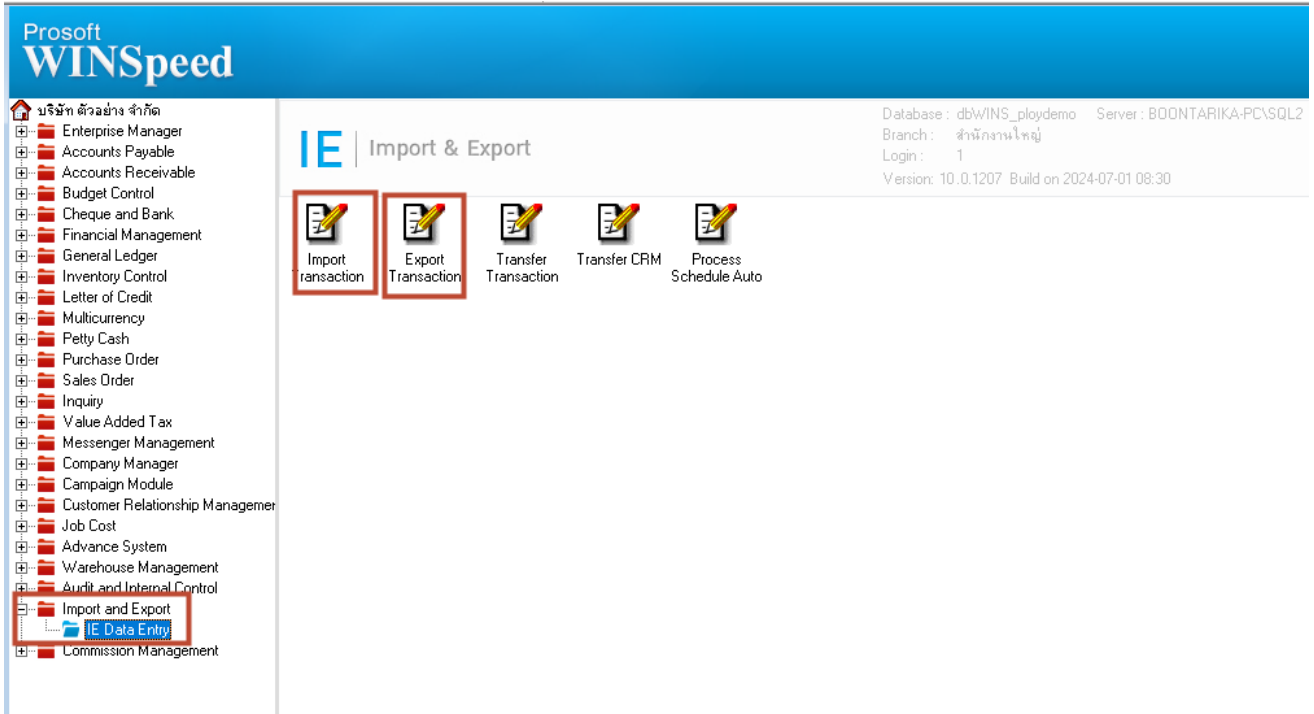 Prosoft
WINSpeed
บริษัท ตัวอย่าง จำกัด
Enterprise Manager
Accounts Payable
Accounts Receivable
Budget Control
Cheque and Bank
Financial Management
General Ledger
Inventory Control
Letter of Credit
Multicurrency
Petty Cash
Purchase Order
Sales Order
Inquiry
Value Added Tax
Messenger Management
Company Manager
Campaign Module
Customer Relationship Managemer
Job Cost
Advance System
Warehouse Management
Audit and Internal Control
Import and Export
IE Data Entry
Commission Management
IE Import & Export
Database : dbWINS_ploydemo Server : BOONTARIKA-PC\SQL2
Branch : สำนักงานใหญ่
Login : 1
Version: 10.0.1207 Build on 2024-07-01 08:30
Import Transaction
Export Transaction
Transfer Transaction
Transfer CRM
Process Schedule Auto